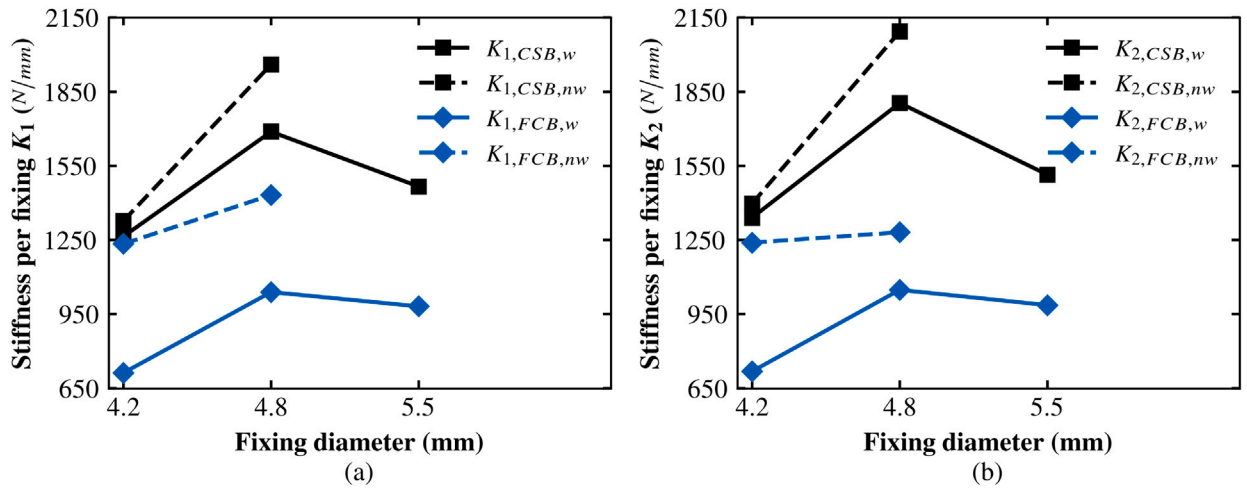 Stiffness per fixing K₁ (N/mm)
2150
1850
1550
1250
950
650
K₁,CSB,w
K₁,CSB,nw
K₁,FCB,w
K₁,FCB,nw
4.2 4.8 5.5
Fixing diameter (mm)
(a)
Stiffness per fixing K₂ (N/mm)
2150
1850
1550
1250
950
650
K₂,CSB,w
K₂,CSB,nw
K₂,FCB,w
K₂,FCB,nw
4.2 4.8 5.5
Fixing diameter (mm)
(b)